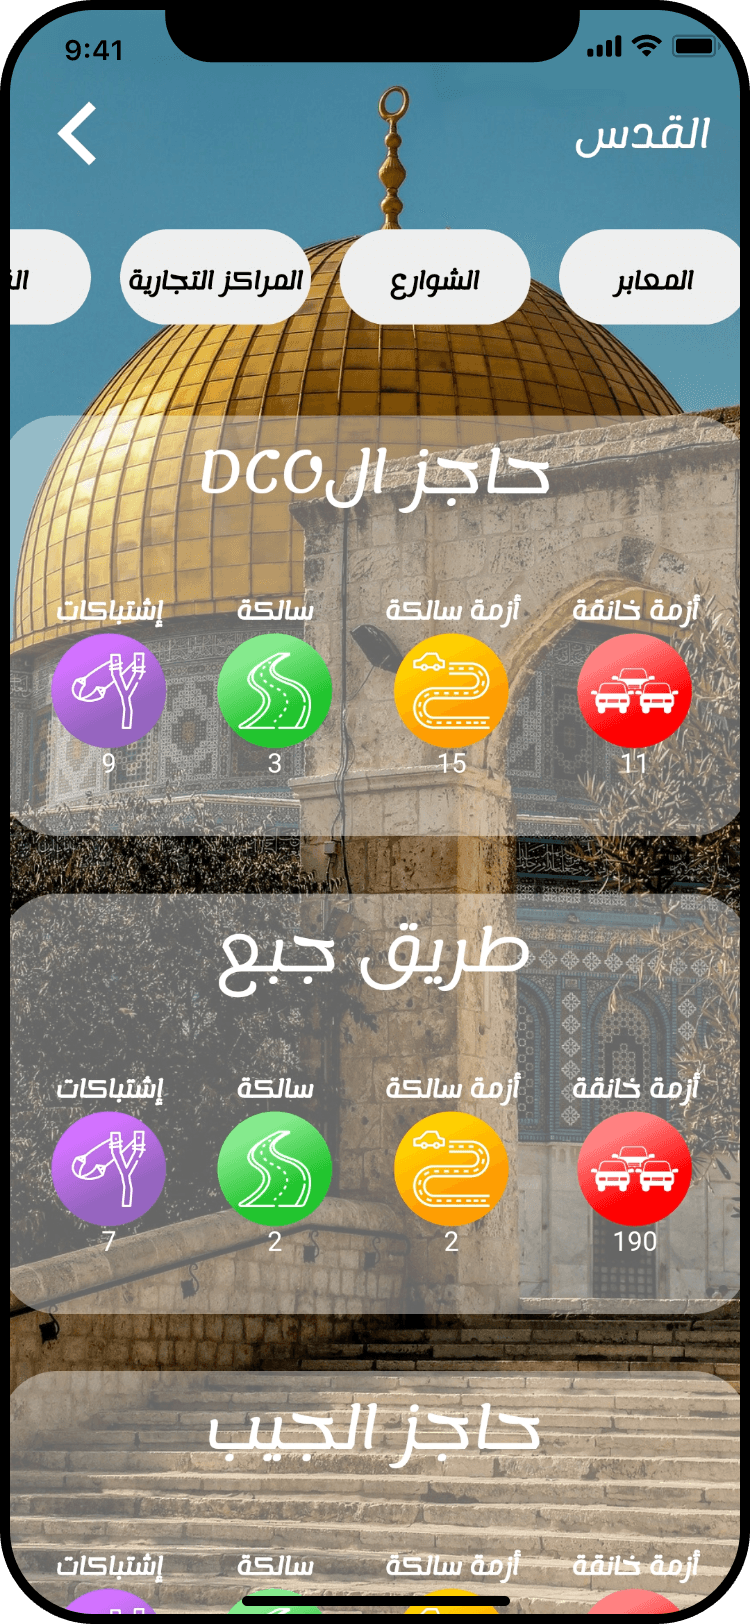 9:41
القدس
المعابر
الشوارع
المراكز التجارية
حاجز الDCO
أزمة خانقة
أزمة سالكة
سالكة
إشتباكات
11
15
3
9
طريق جبع
أزمة خانقة
أزمة سالكة
سالكة
إشتباكات
190
2
2
7
حاجز الجيب
أزمة خانقة
أزمة سالكة
سالكة
إشتباكات